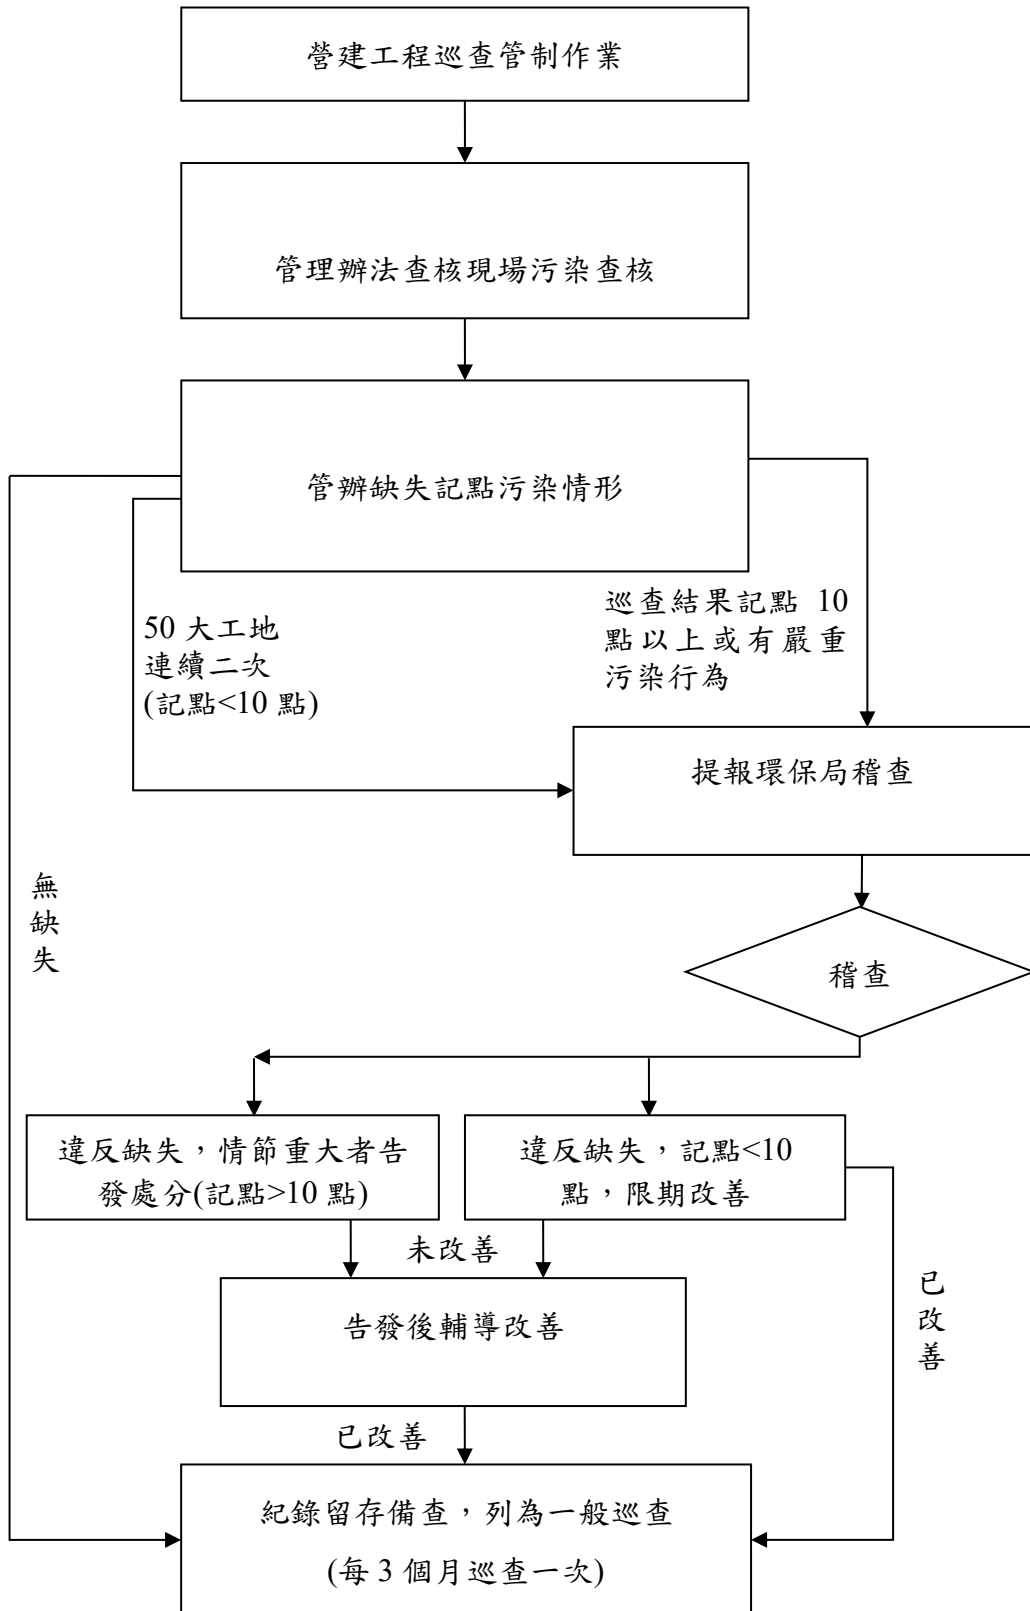 營建工程巡查管制作業
管理辦法查核現場污染查核
管辦缺失記點污染情形
50 大工地
連續二次
(記點<10 點)
巡查結果記點 10
點以上或有嚴重
污染行為
提報環保局稽查
無
缺
失
稽查
違反缺失，情節重大者告
發處分(記點>10 點)
違反缺失，記點<10
點，限期改善
未改善
告發後輔導改善
已
改
善
已改善
紀錄留存備查，列為一般巡查
(每 3 個月巡查一次)